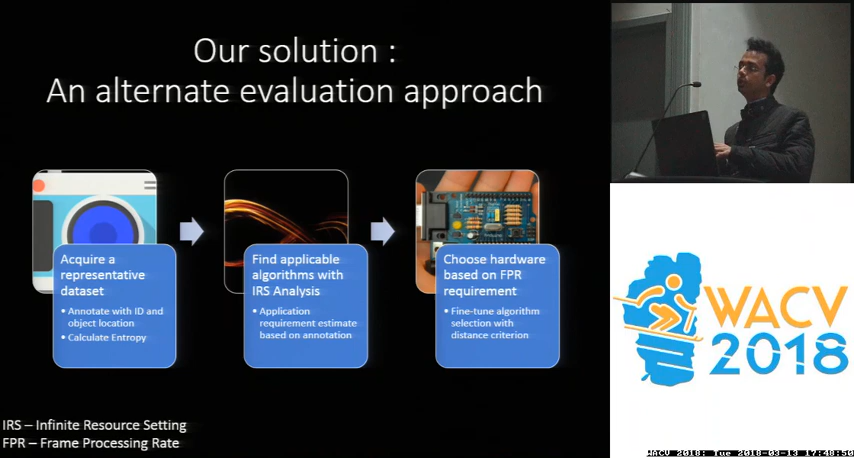 Our solution :
An alternate evaluation approach
Acquire a
representative
dataset
• Annotate with ID and
object location
• Calculate Entropy
Find applicable
algorithms with
IRS Analysis
• Application
requirement estimate
based on annotation
Choose hardware
based on FPR
requirement
• Fine-tune algorithm
selection with
distance criterion
IRS – Infinite Resource Setting
FPR – Frame Processing Rate
WACV
2018
WACV 2018: Tue 2018-03-13 17:48:50